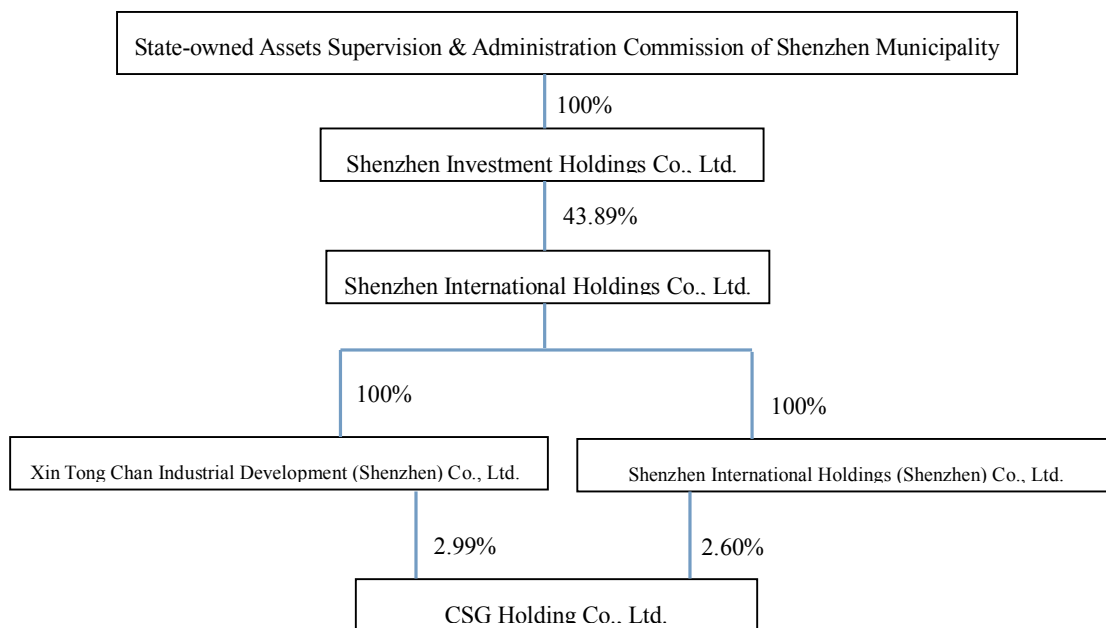 State-owned Assets Supervision & Administration Commission of Shenzhen Municipality
100%
Shenzhen Investment Holdings Co., Ltd.
43.89%
Shenzhen International Holdings Co., Ltd.
100%
100%
Xin Tong Chan Industrial Development (Shenzhen) Co., Ltd.
Shenzhen International Holdings (Shenzhen) Co., Ltd.
2.99%
2.60%
CSG Holding Co., Ltd.